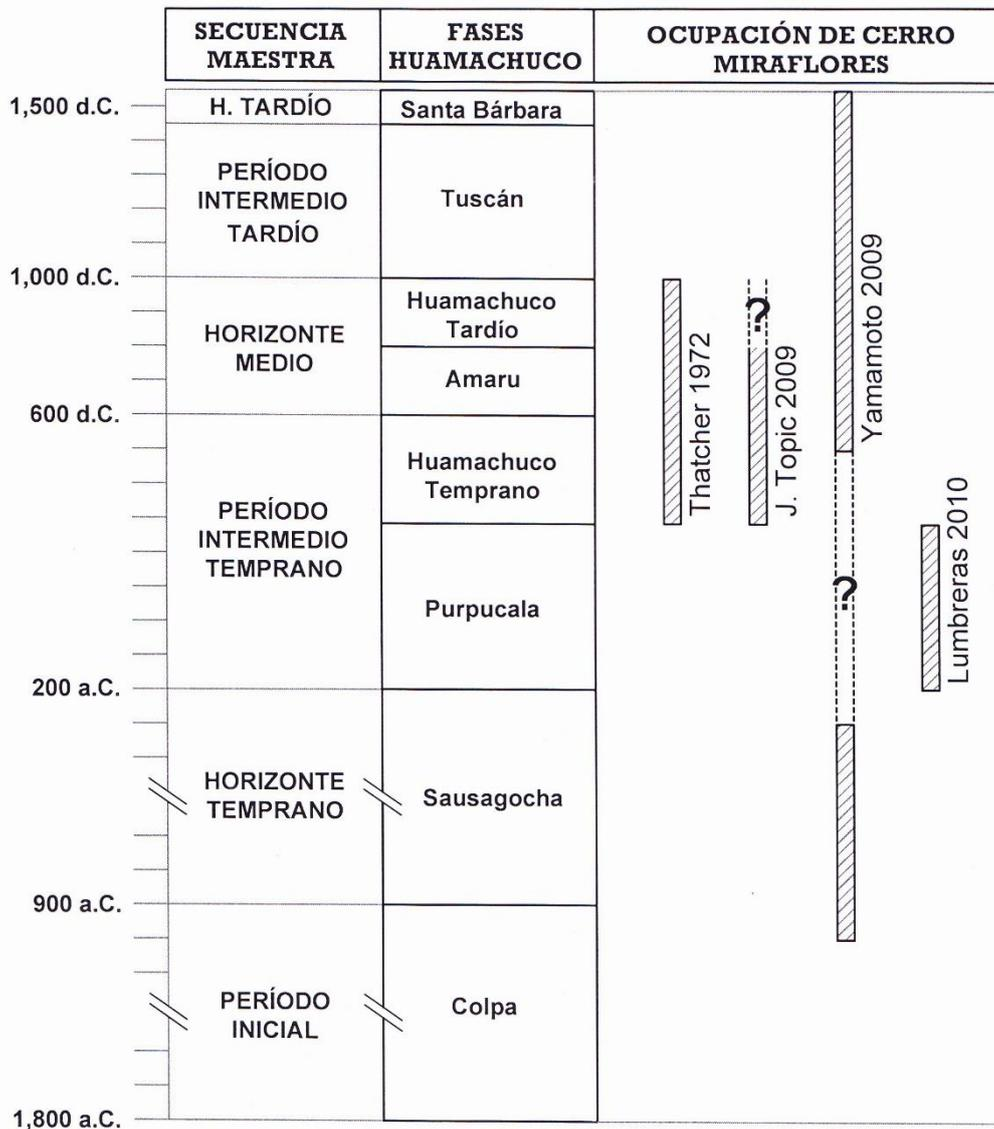 SECUENCIA
MAESTRA
FASES
HUAMACHUCO
OCUPACIÓN DE CERRO
MIRAFLORES
1,500 d.C.
H. TARDÍO
Santa Bárbara
PERÍODO
INTERMEDIO
TARDÍO
Tuscán
1,000 d.C.
HORIZONTE
MEDIO
Huamachuco
Tardío
Amaru
600 d.C.
PERÍODO
INTERMEDIO
TEMPRANO
Huamachuco
Temprano
Purpucala
200 a.C.
HORIZONTE
TEMPRANO
Sausagocha
900 a.C.
PERÍODO
INICIAL
Colpa
1,800 a.C.
Thatcher 1972
?
J. Topic 2009
?
Yamamoto 2009
Lumbreras 2010